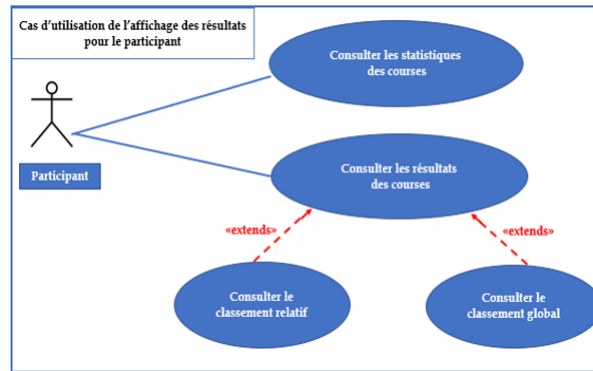 Cas d'utilisation de l'affichage des résultats
pour le participant
Consulter les statistiques
des courses
Participant
Consulter les résultats
des courses
«extends»
«extends»
Consulter le
classement relatif
Consulter le
classement global